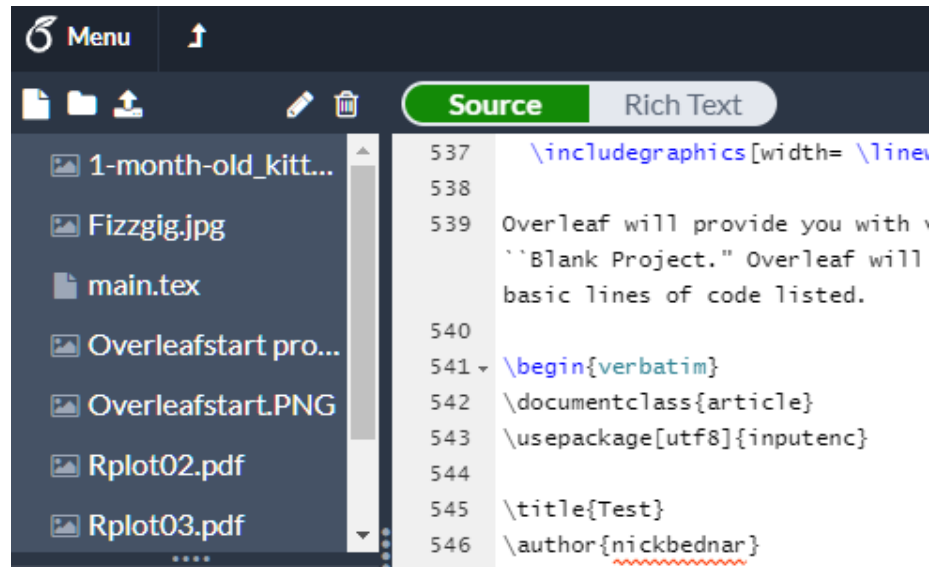 Menu
Source Rich Text
1-month-old_kitt...
Fizzgig.jpg
main.tex
Overleafstart pro...
Overleafstart.PNG
Rplot02.pdf
Rplot03.pdf
537 \includegraphics[width= \linew
538
539 Overleaf will provide you with v
``Blank Project." Overleaf will
basic lines of code listed.
540
541 \begin{verbatim}
542 \documentclass{article}
543 \usepackage[utf8]{inputenc}
544
545 \title{Test}
546 \author{nickbednar}